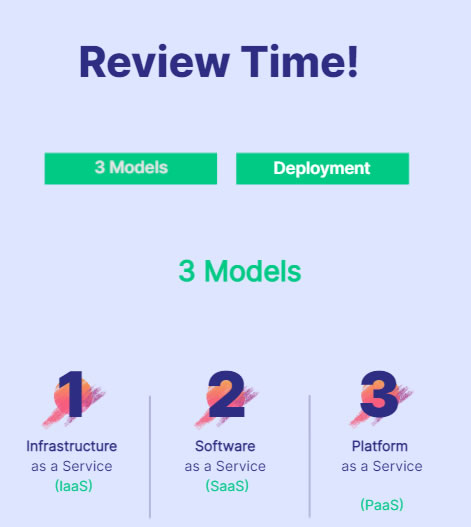 Review Time!
3 Models
Deployment
3 Models
1
Infrastructure
as a Service
(IaaS)
2
Software
as a Service
(SaaS)
3
Platform
as a Service
(PaaS)